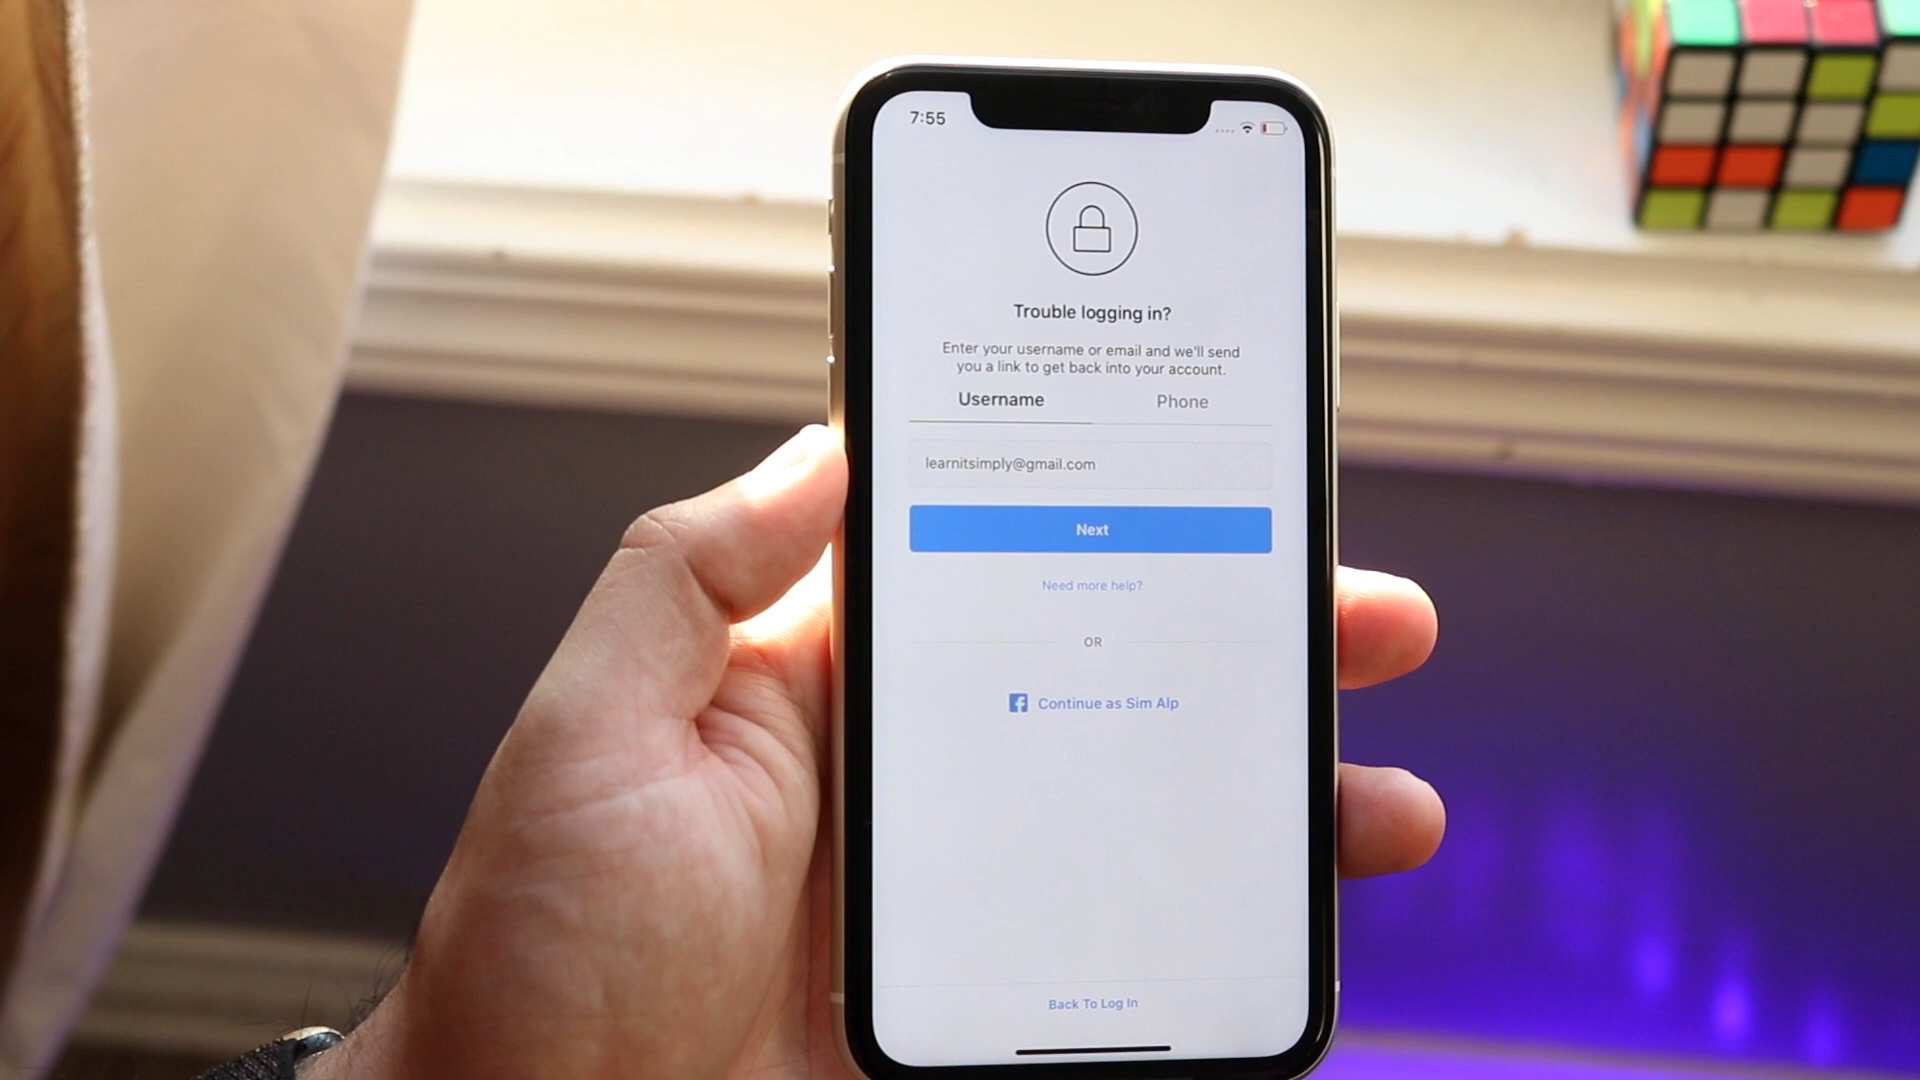 7:55
Trouble logging in?
Enter your username or email and we'll send
you a link to get back into your account.
Username Phone
learnitsimply@gmail.com
Next
Need more help?
OR
Continue as Sim Alp
Back To Log In